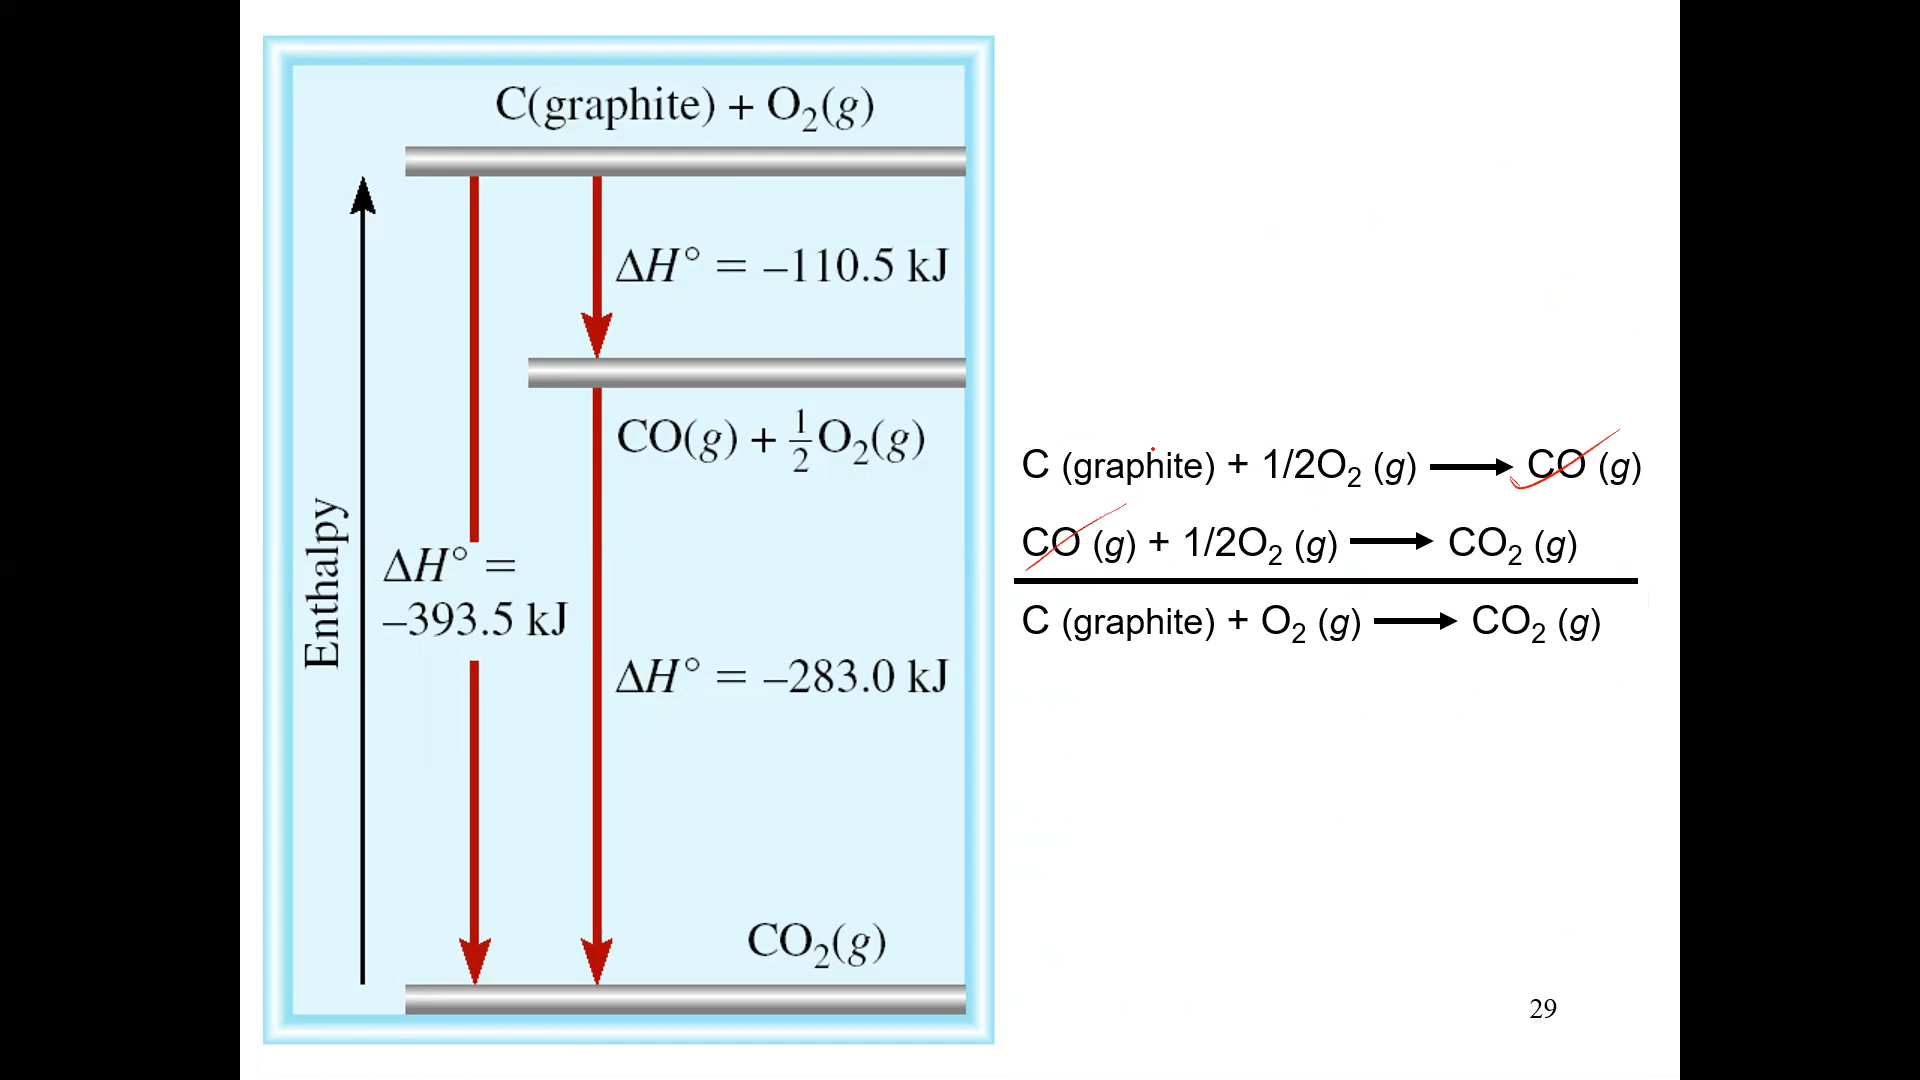 C(graphite) + O₂(g)
ΔH° = –110.5 kJ
CO(g) + ½O₂(g)
Enthalpy
ΔH° =
–393.5 kJ
ΔH° = –283.0 kJ
CO₂(g)
C (graphite) + 1/2O₂ (g) ⟶ CO (g)
CO (g) + 1/2O₂ (g) ⟶ CO₂ (g)
C (graphite) + O₂ (g) ⟶ CO₂ (g)
29